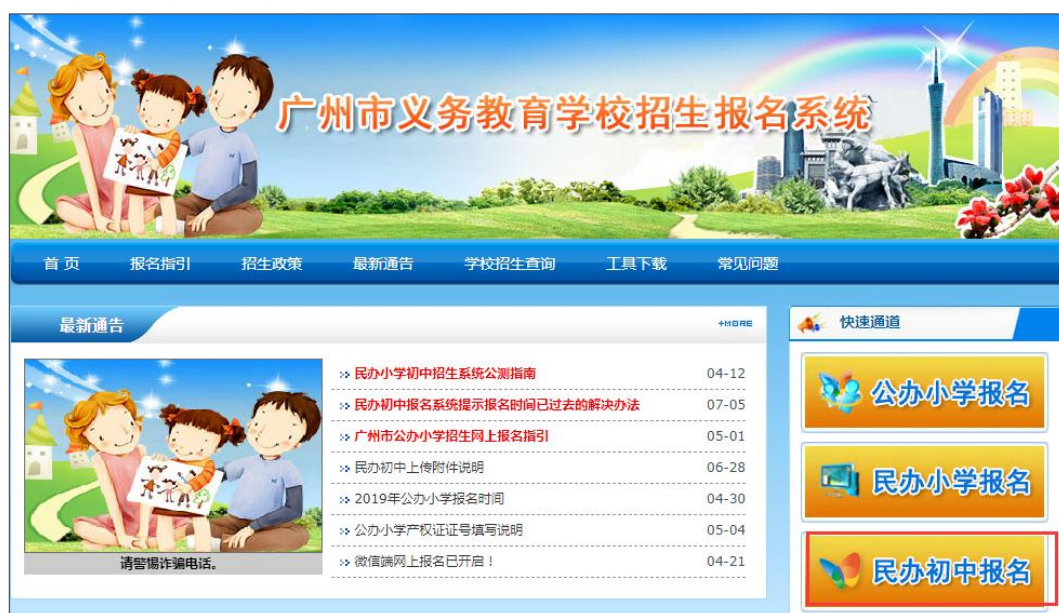 广州市义务教育学校招生报名系统
首 页 报名指引 招生政策 最新通告 学校招生查询 工具下载 常见问题
最新通告 +MORE
民办小学初中招生系统公测指南 04-12
民办初中报名系统提示报名时间已过去的解决办法 07-05
广州市公办小学招生网上报名指引 05-01
民办初中上传附件说明 06-28
2019年公办小学报名时间 04-30
公办小学产权证证号填写说明 05-04
微信端网上报名已开启！ 04-21
请警惕诈骗电话。
快速通道
公办小学报名
民办小学报名
民办初中报名